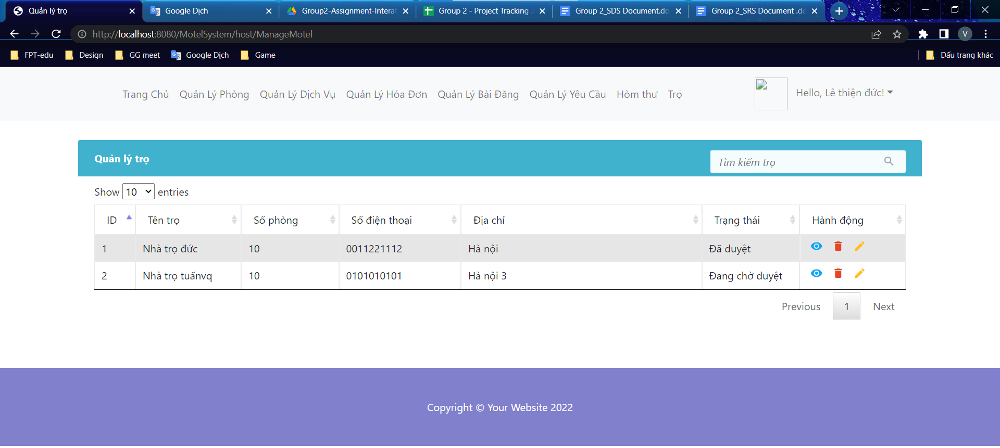 Quản lý trọ
Google Dịch
Group2-Assignment-Interat
Group 2 - Project Tracking .
Group 2_SDS Document.do
Group 2_SRS Document .do
http://localhost:8080/MotelSystem/host/ManageMotel
V
FPT-edu
Design
GG meet
Google Dịch
Game
Dấu trang khác
Trang Chủ
Quản Lý Phòng
Quản Lý Dịch Vụ
Quản Lý Hóa Đơn
Quản Lý Bài Đăng
Quản Lý Yêu Cầu
Hòm thư
Trọ
Hello, Lê thiện đức!
Quản lý trọ
Tìm kiếm trọ
Show 10 entries
ID Tên trọ Số phòng Số điện thoại Địa chỉ Trạng thái Hành động
1 Nhà trọ đức 10 0011221112 Hà nội Đã duyệt
2 Nhà trọ tuấnvq 10 0101010101 Hà nội 3 Đang chờ duyệt
Previous 1 Next
Copyright © Your Website 2022